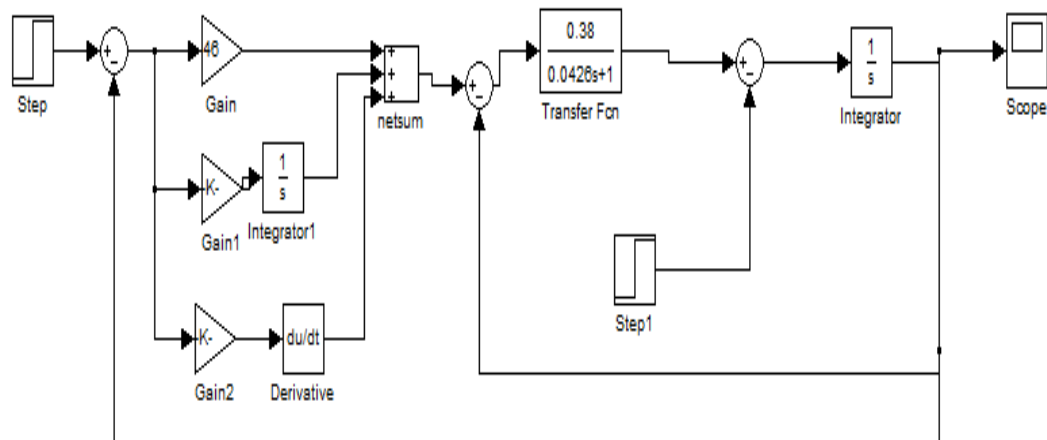 Step
+
−
46
Gain
-K-
Gain1
1
s
Integrator1
-K-
Gain2
du/dt
Derivative
+
+
+
netsum
+
−
0.38
0.0426s+1
Transfer Fcn
+
−
Step1
1
s
Integrator
Scope